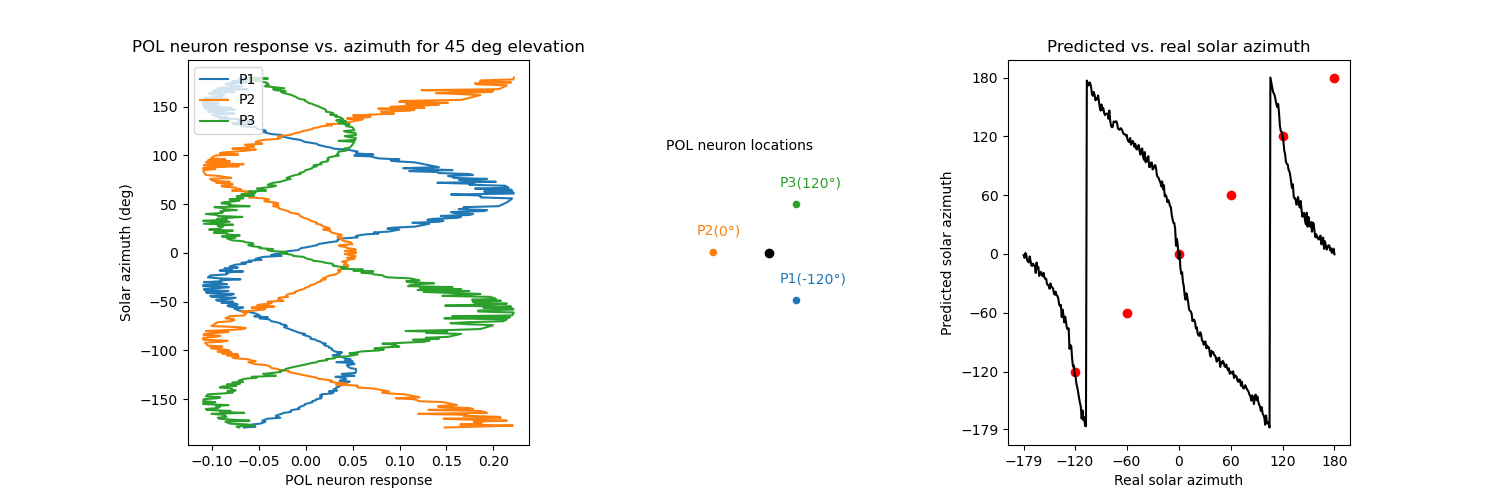 POL neuron response vs. azimuth for 45 deg elevation
P1
P2
P3
150
100
50
0
−50
−100
−150
Solar azimuth (deg)
−0.10 −0.05 0.00 0.05 0.10 0.15 0.20
POL neuron response
POL neuron locations
P3(120°)
P2(0°)
P1(-120°)
Predicted vs. real solar azimuth
180
120
60
0
−60
−120
−179
Predicted solar azimuth
−179 −120 −60 0 60 120 180
Real solar azimuth